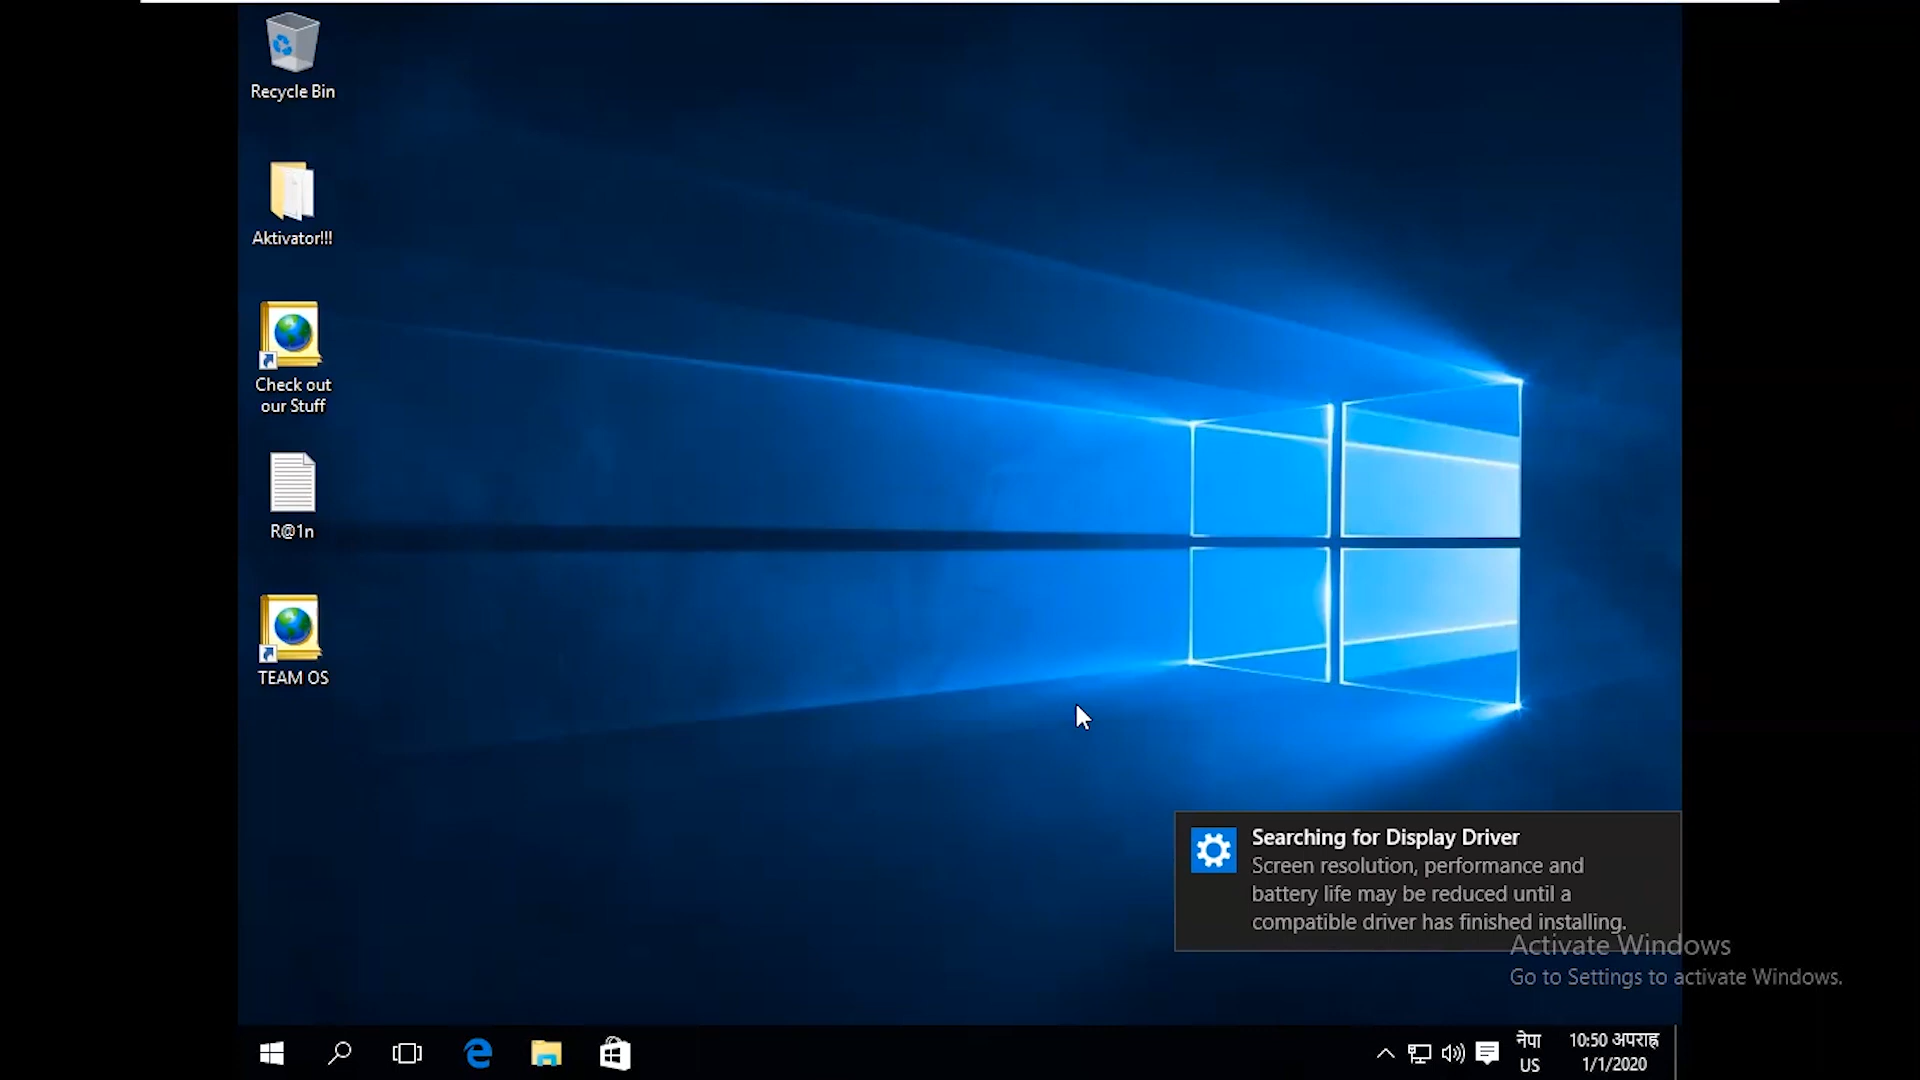 Recycle Bin
Aktivator!!!
Check out
our Stuff
R@1n
TEAM OS
Searching for Display Driver
Screen resolution, performance and
battery life may be reduced until a
compatible driver has finished installing.
Activate Windows
Go to Settings to activate Windows.
नेपा
US
10:50 अपराह्न
1/1/2020